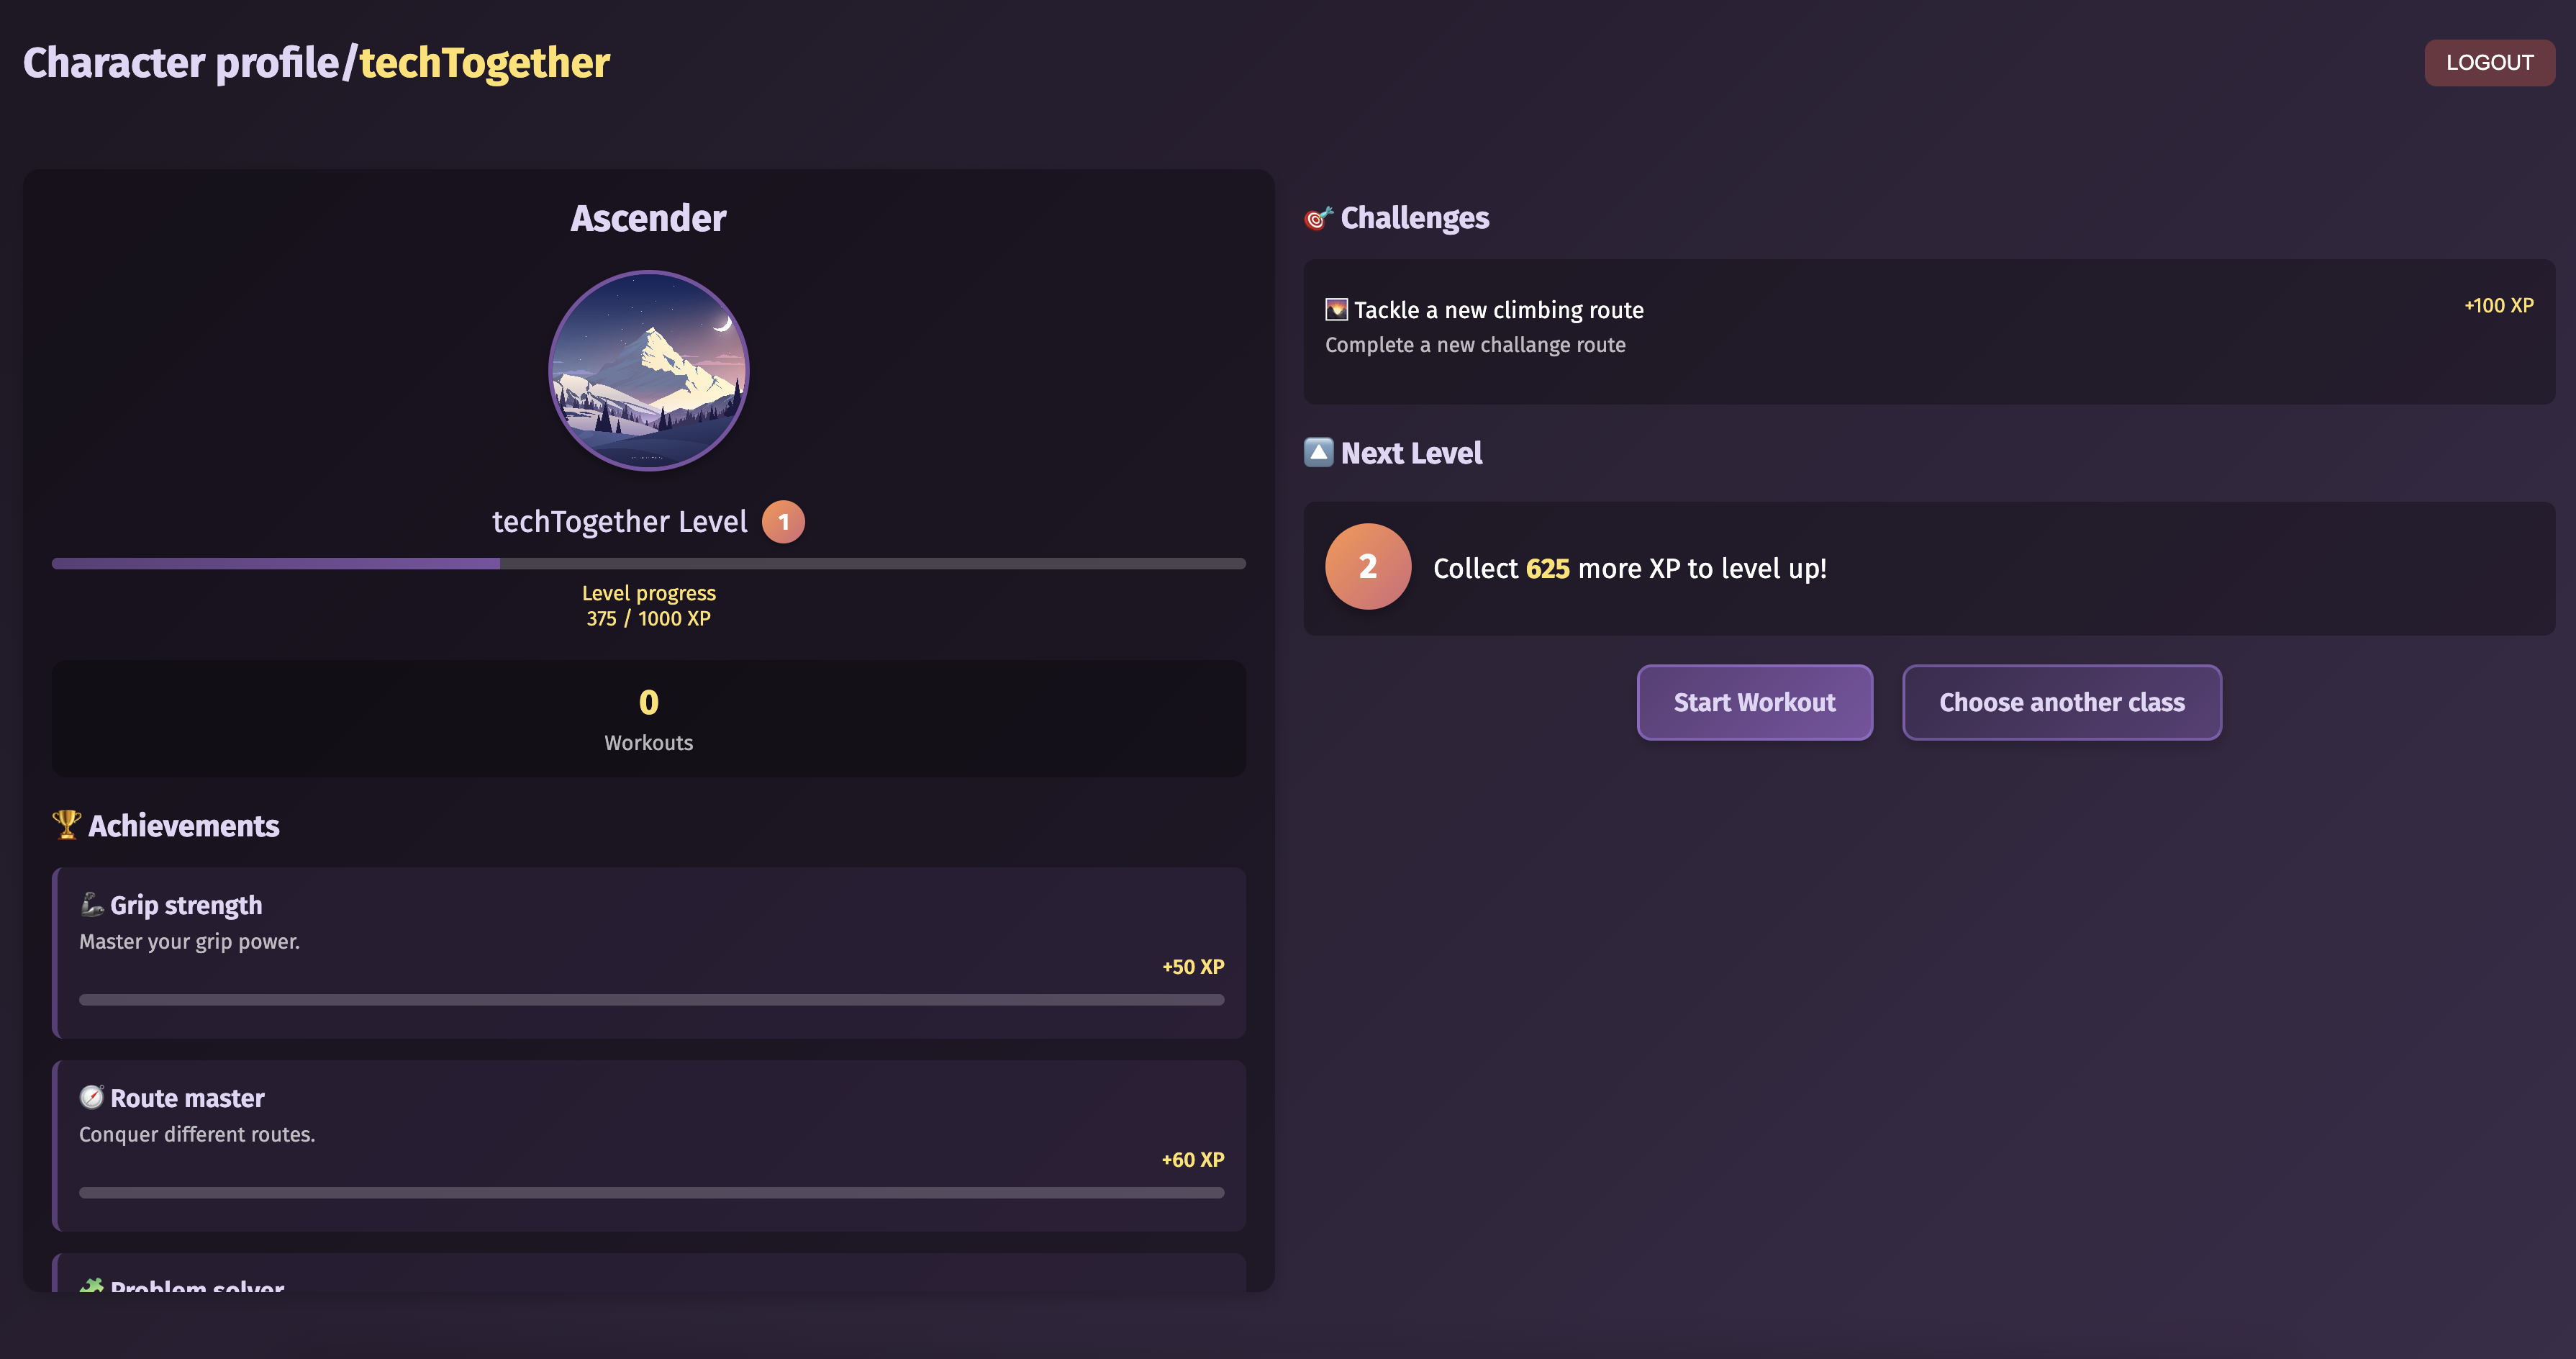 Character profile/techTogether
LOGOUT
Ascender
techTogether Level 1
Level progress
375 / 1000 XP
0
Workouts
🏆 Achievements
🦾 Grip strength
Master your grip power.
+50 XP
🧭 Route master
Conquer different routes.
+60 XP
🧩 Problem solver
🎯 Challenges
🌄 Tackle a new climbing route
+100 XP
Complete a new challange route
🔼 Next Level
2
Collect 625 more XP to level up!
Start Workout
Choose another class